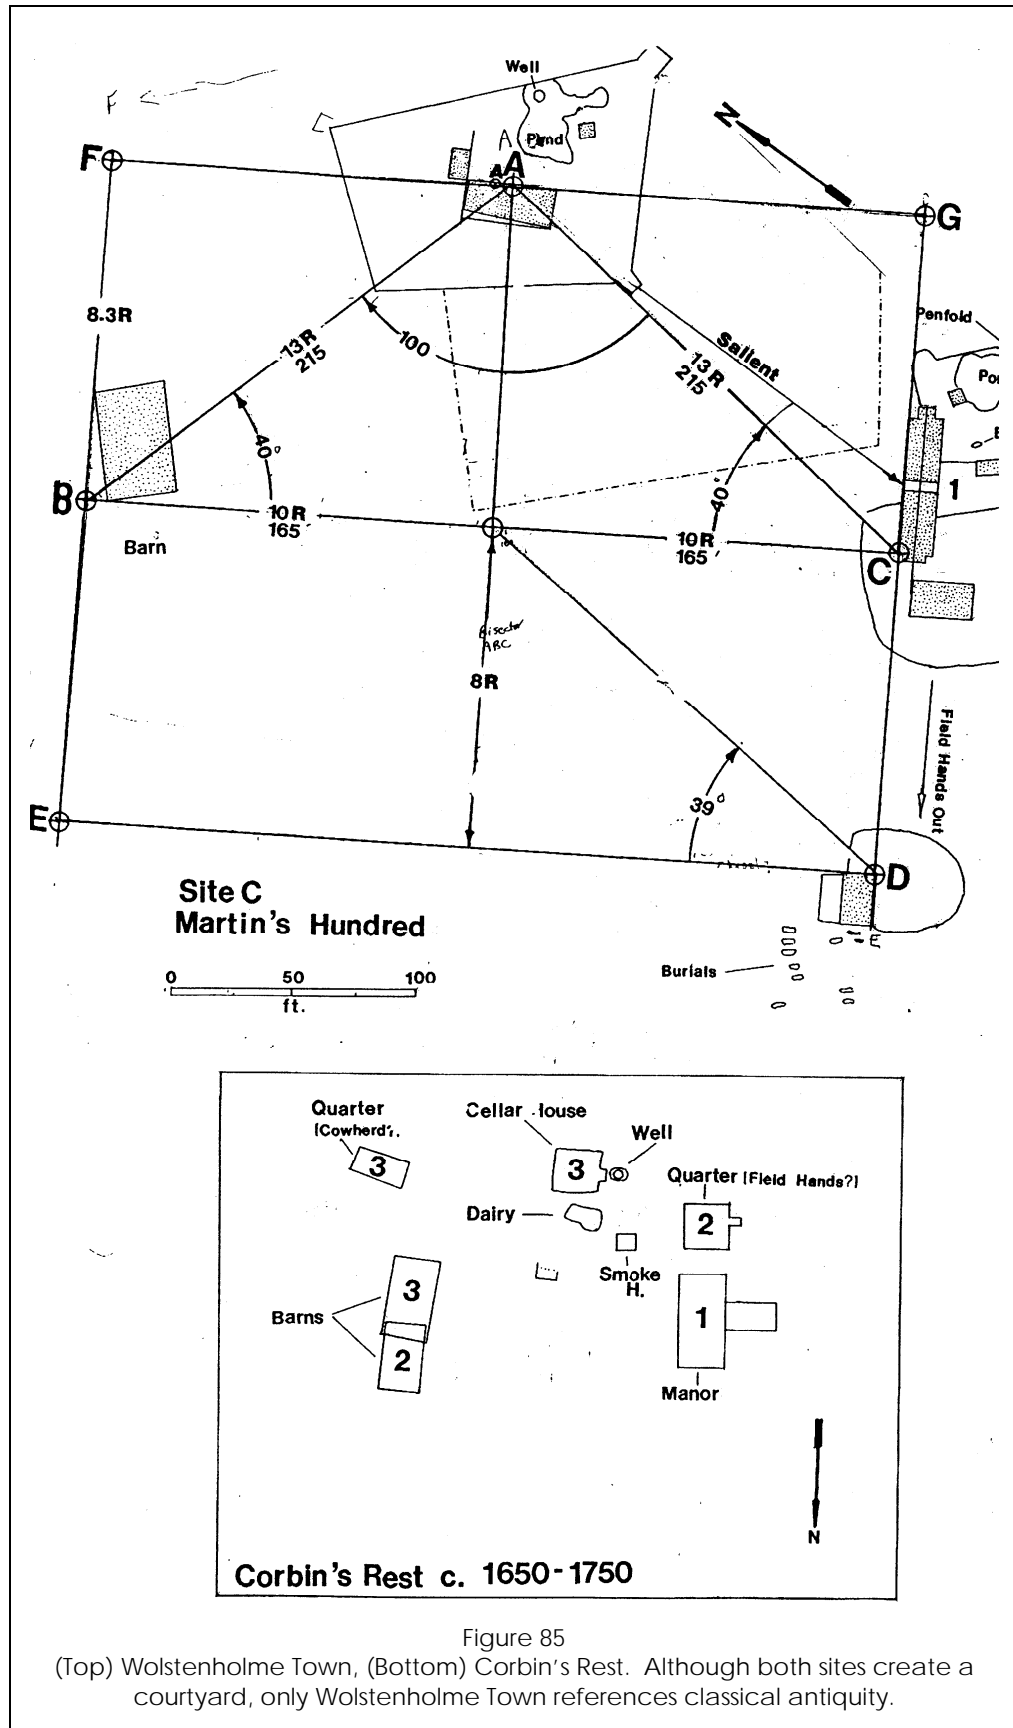 Well
F
A
Pond
N
F
A
A
G
8.3R
Penfold
100
13R
215
Salient
13R
215
40°
40°
1
B
10R
165'
10R
165'
Barn
C
Bisector
ABC
8R
Field Hands Out
39°
E
D
E
Site C
Martin's Hundred
Burials
0 50 100
ft.
Quarter
(Cowherd's.
Cellar House
Well
3
3
Quarter (Field Hands?)
Dairy
2
Smoke
H.
3
Barns
1
2
Manor
N
Corbin's Rest c. 1650-1750
Figure 85
(Top) Wolstenholme Town, (Bottom) Corbin's Rest. Although both sites create a
courtyard, only Wolstenholme Town references classical antiquity.